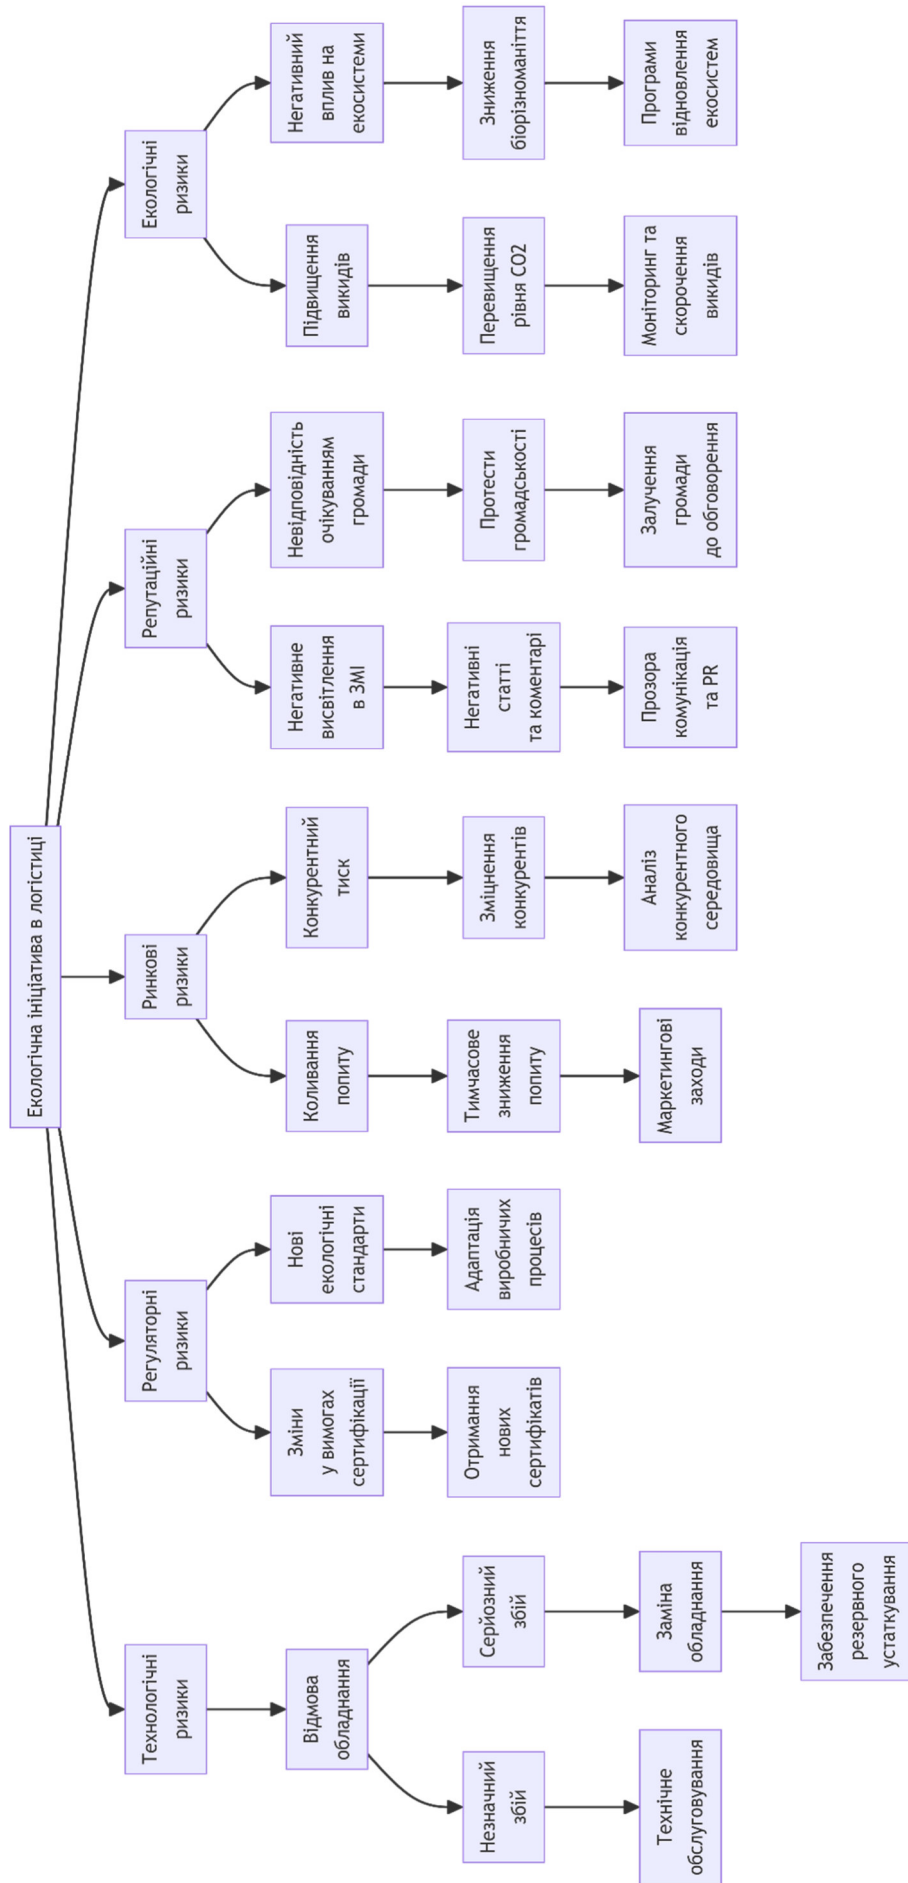 Екологічна ініціатива в логістиці
Технологічні
ризики
Регуляторні
ризики
Ринкові
ризики
Репутаційні
ризики
Екологічні
ризики
Відмова
обладнання
Зміни
у вимогах
сертифікації
Нові
екологічні
стандарти
Коливання
попиту
Конкурентний
тиск
Негативне
висвітлення
в ЗМІ
Невідповідність
очікуванням
громади
Підвищення
викидів
Негативний
вплив на
екосистеми
Незначний
збій
Серйозний
збій
Отримання
нових
сертифікатів
Адаптація
виробничих
процесів
Тимчасове
зниження
попиту
Зміцнення
конкурентів
Негативні
статті
та коментарі
Протести
громадськості
Перевищення
рівня CO2
Зниження
біорізноманіття
Технічне
обслуговування
Заміна
обладнання
Маркетингові
заходи
Аналіз
конкурентного
середовища
Прозора
комунікація
та PR
Залучення
громади
до обговорення
Моніторинг та
скорочення
викидів
Програми
відновлення
екосистем
Забезпечення
резервного
устаткування